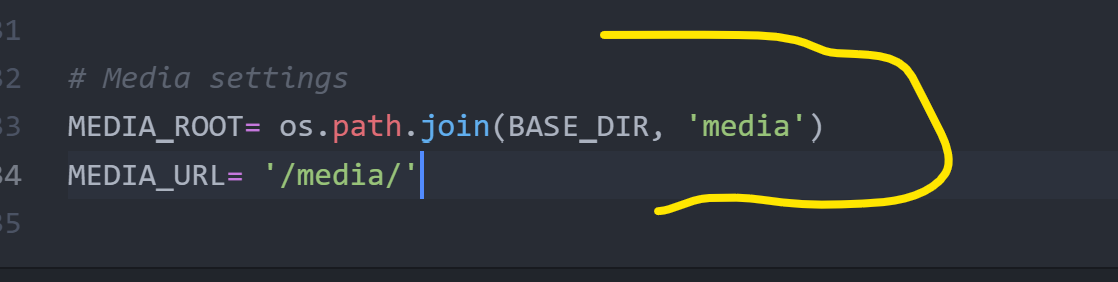 31
32 # Media settings
33 MEDIA_ROOT= os.path.join(BASE_DIR, 'media')
34 MEDIA_URL= '/media/'
35